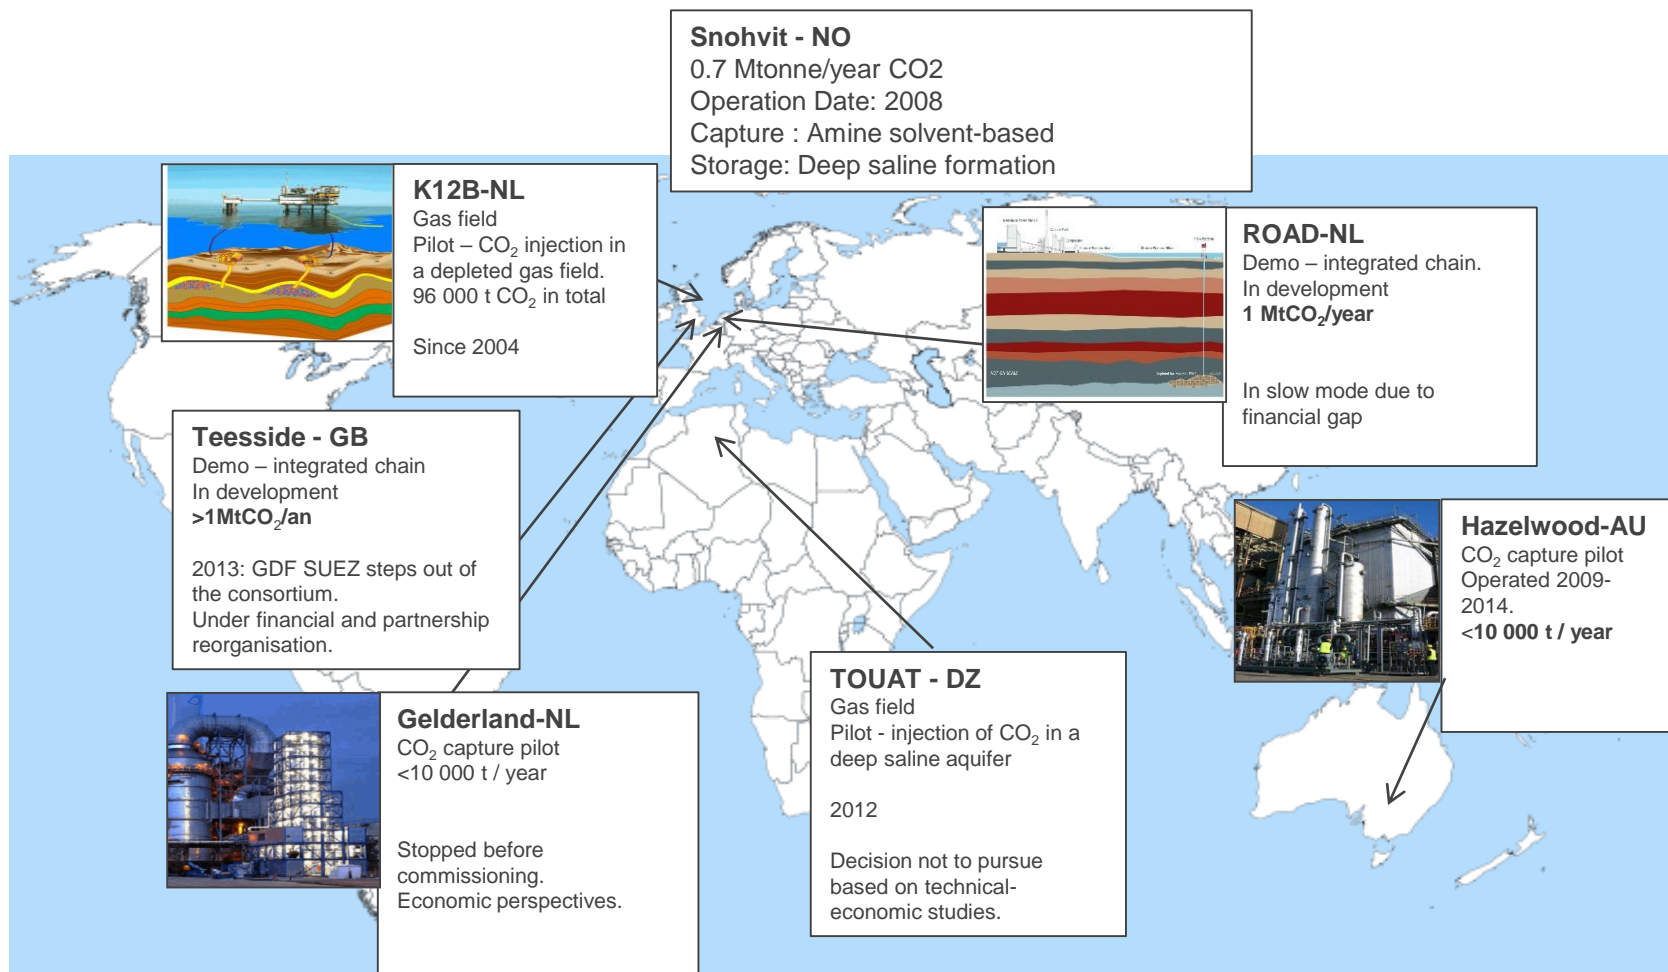 Snohvit - NO
0.7 Mtonne/year CO2
Operation Date: 2008
Capture : Amine solvent-based
Storage: Deep saline formation
K12B-NL
Gas field
Pilot – CO₂ injection in
a depleted gas field.
96 000 t CO₂ in total
Since 2004
ROAD-NL
Demo – integrated chain.
In development
1 MtCO₂/year
In slow mode due to
financial gap
NOT ON SCALE
Teesside - GB
Demo – integrated chain
In development
>1MtCO₂/an
2013: GDF SUEZ steps out of
the consortium.
Under financial and partnership
reorganisation.
Hazelwood-AU
CO₂ capture pilot
Operated 2009-
2014.
<10 000 t / year
Gelderland-NL
CO₂ capture pilot
<10 000 t / year
Stopped before
commissioning.
Economic perspectives.
TOUAT - DZ
Gas field
Pilot - injection of CO₂ in a
deep saline aquifer
2012
Decision not to pursue
based on technical-
economic studies.